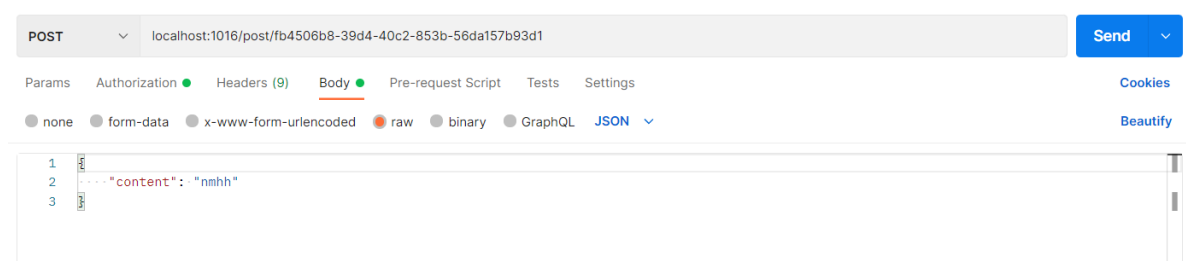 POST localhost:1016/post/fb4506b8-39d4-40c2-853b-56da157b93d1 Send
Params Authorization Headers (9) Body Pre-request Script Tests Settings Cookies
none form-data x-www-form-urlencoded raw binary GraphQL JSON Beautify
1 {
2 "content": "nmhh"
3 }